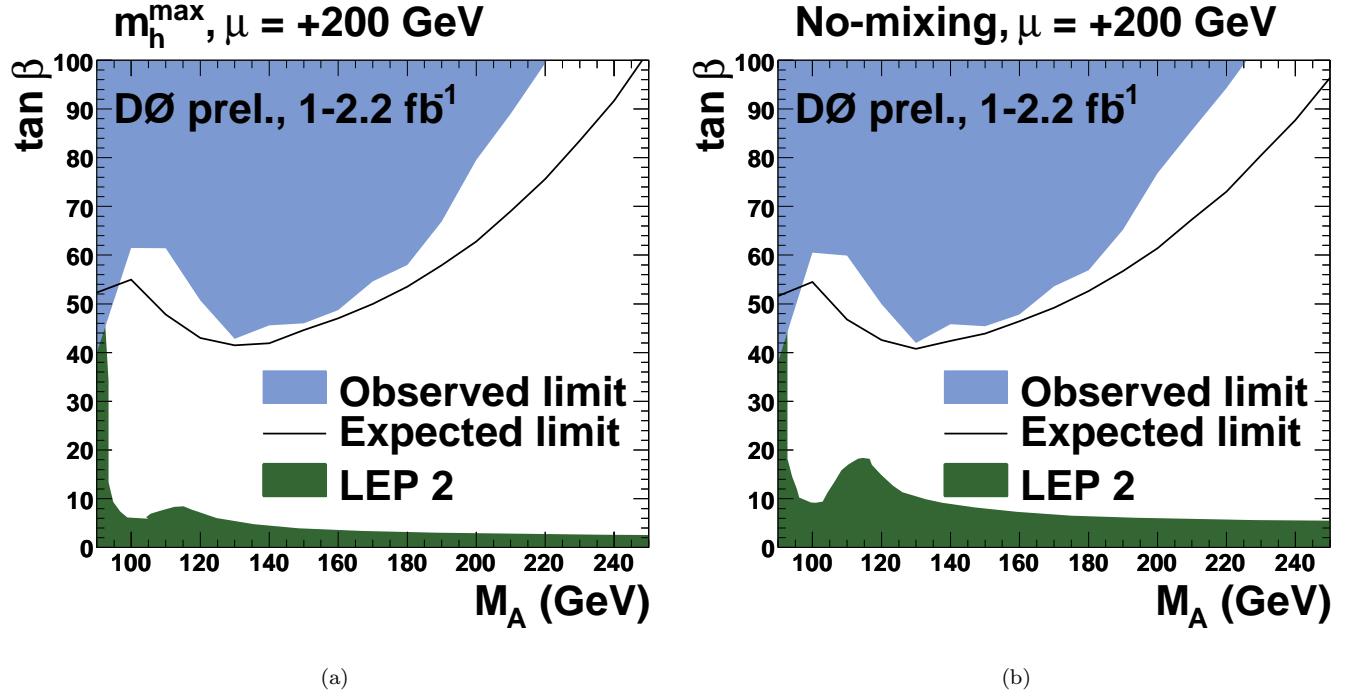 m_h^max, μ = +200 GeV
tan β
100
90
80
70
60
50
40
30
20
10
0
DØ prel., 1-2.2 fb^-1
Observed limit
Expected limit
LEP 2
100 120 140 160 180 200 220 240
M_A (GeV)
(a)
No-mixing, μ = +200 GeV
tan β
100
90
80
70
60
50
40
30
20
10
0
DØ prel., 1-2.2 fb^-1
Observed limit
Expected limit
LEP 2
100 120 140 160 180 200 220 240
M_A (GeV)
(b)